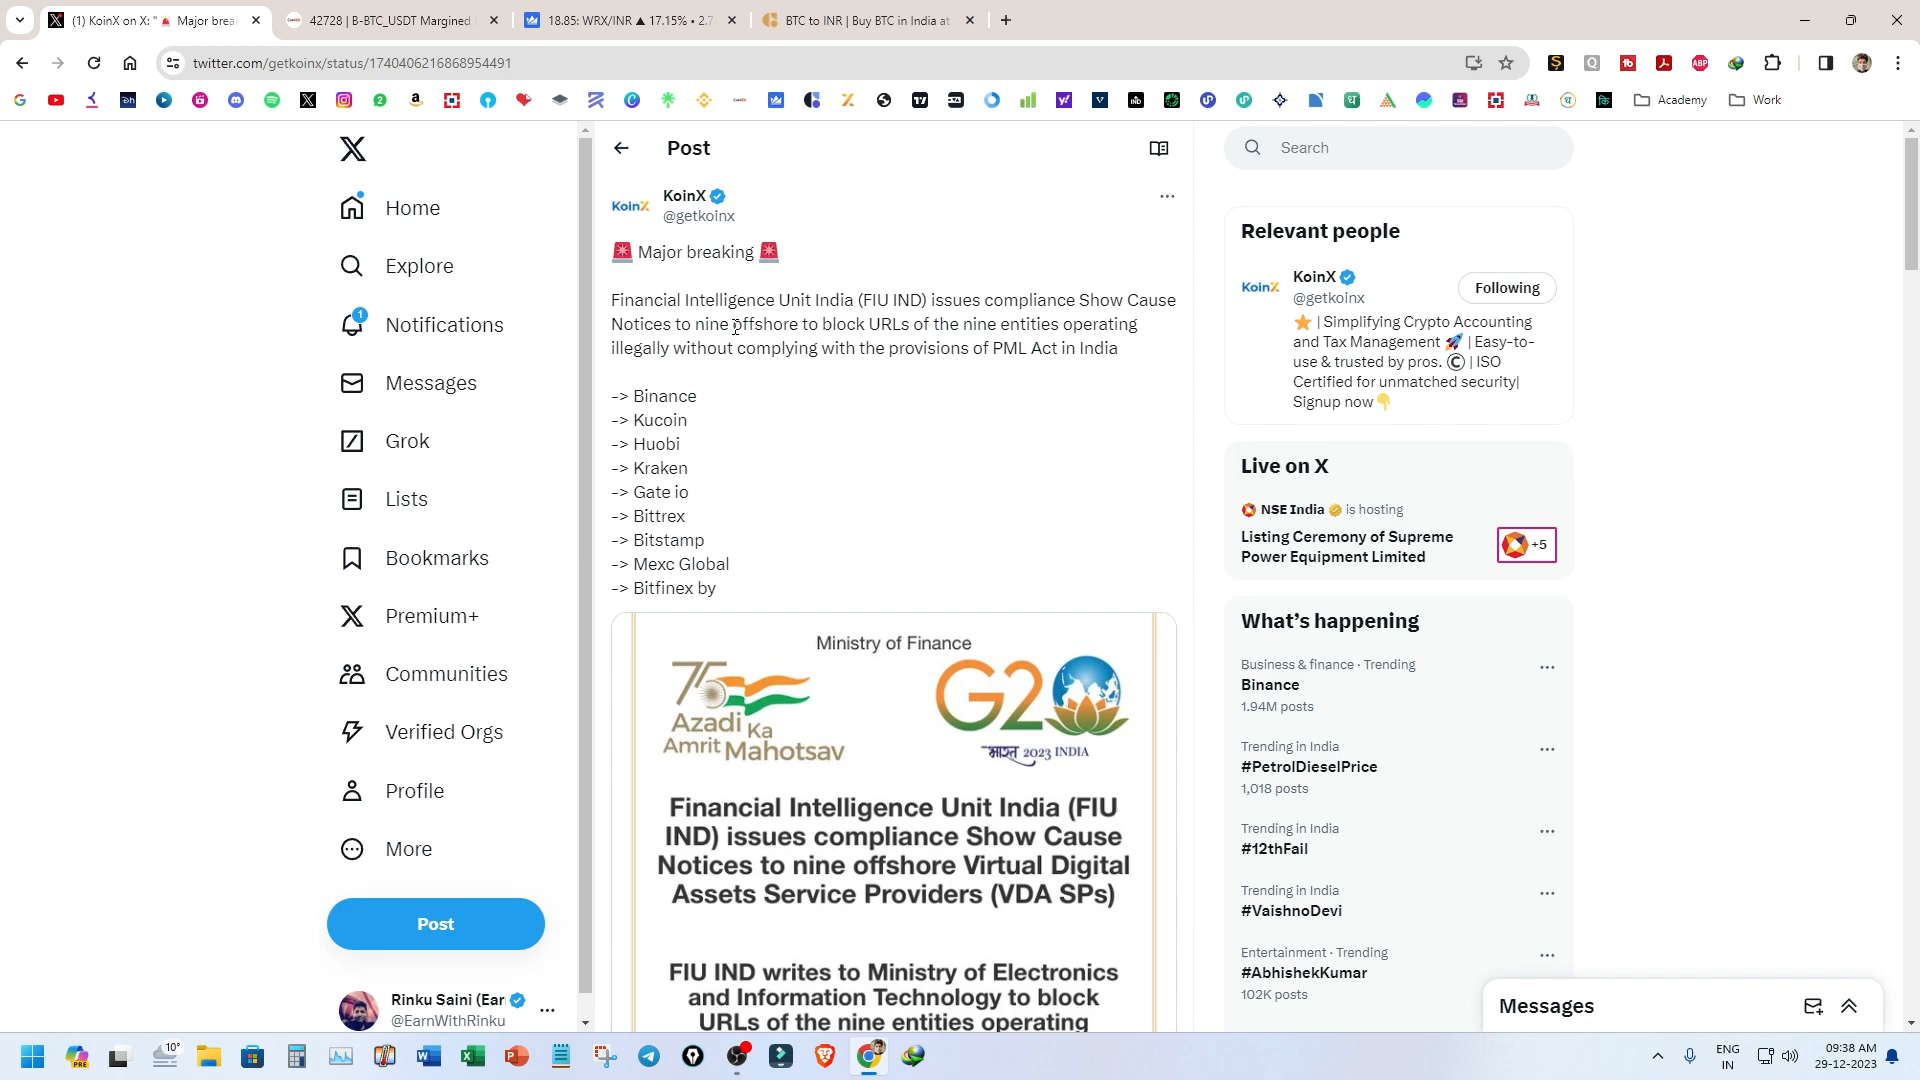 (1) KoinX on X: "🚨 Major breal
42728 | B-BTC_USDT Margined
18.85: WRX/INR ▲ 17.15% • 2.7
BTC to INR | Buy BTC in India at
twitter.com/getkoinx/status/1740406216868954491
Academy
Work
Post
Search
KoinX
@getkoinx
🚨 Major breaking 🚨
Financial Intelligence Unit India (FIU IND) issues compliance Show Cause
Notices to nine offshore to block URLs of the nine entities operating
illegally without complying with the provisions of PML Act in India
-> Binance
-> Kucoin
-> Huobi
-> Kraken
-> Gate io
-> Bittrex
-> Bitstamp
-> Mexc Global
-> Bitfinex by
Ministry of Finance
75
Azadi Ka
Amrit Mahotsav
G20
भारत 2023 INDIA
Financial Intelligence Unit India (FIU
IND) issues compliance Show Cause
Notices to nine offshore Virtual Digital
Assets Service Providers (VDA SPs)
FIU IND writes to Ministry of Electronics
and Information Technology to block
URLs of the nine entities operating
Home
Explore
1
Notifications
Messages
Grok
Lists
Bookmarks
Premium+
Communities
Verified Orgs
Profile
More
Post
Rinku Saini (Ear
@EarnWithRinku
Relevant people
KoinX
@getkoinx
Following
⭐ | Simplifying Crypto Accounting
and Tax Management 🚀 | Easy-to-
use & trusted by pros. © | ISO
Certified for unmatched security|
Signup now👇
Live on X
NSE India is hosting
Listing Ceremony of Supreme
Power Equipment Limited
+5
What's happening
Business & finance · Trending
Binance
1.94M posts
Trending in India
#PetrolDieselPrice
1,018 posts
Trending in India
#12thFail
Trending in India
#VaishnoDevi
Entertainment · Trending
#AbhishekKumar
102K posts
Messages
10°
ENG
IN
09:38 AM
29-12-2023